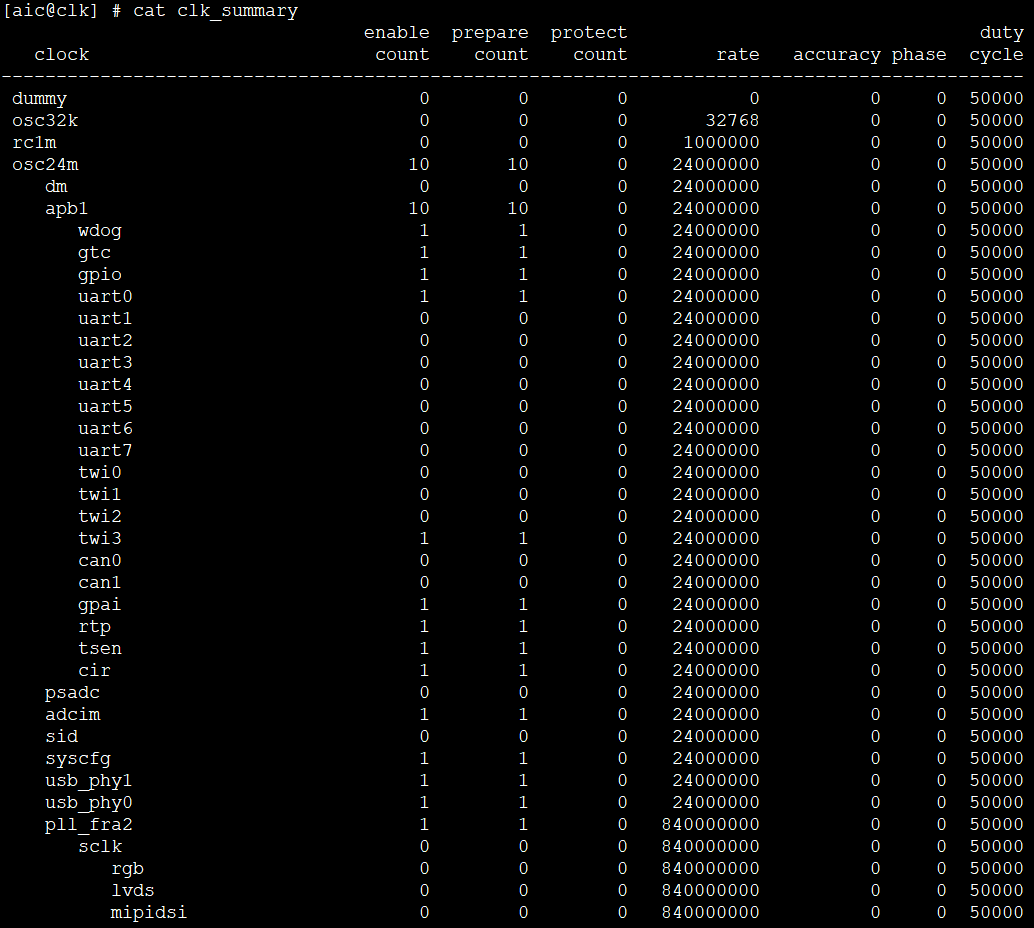 [aic@clk] # cat clk_summary
                                 enable  prepare  protect                                duty
   clock                          count    count    count        rate   accuracy phase  cycle
---------------------------------------------------------------------------------------------
 dummy                                0        0        0           0          0     0  50000
 osc32k                               0        0        0       32768          0     0  50000
 rc1m                                 0        0        0     1000000          0     0  50000
 osc24m                              10       10        0    24000000          0     0  50000
    dm                                0        0        0    24000000          0     0  50000
    apb1                             10       10        0    24000000          0     0  50000
       wdog                           1        1        0    24000000          0     0  50000
       gtc                            1        1        0    24000000          0     0  50000
       gpio                           1        1        0    24000000          0     0  50000
       uart0                          1        1        0    24000000          0     0  50000
       uart1                          0        0        0    24000000          0     0  50000
       uart2                          0        0        0    24000000          0     0  50000
       uart3                          0        0        0    24000000          0     0  50000
       uart4                          0        0        0    24000000          0     0  50000
       uart5                          0        0        0    24000000          0     0  50000
       uart6                          0        0        0    24000000          0     0  50000
       uart7                          0        0        0    24000000          0     0  50000
       twi0                           0        0        0    24000000          0     0  50000
       twi1                           0        0        0    24000000          0     0  50000
       twi2                           0        0        0    24000000          0     0  50000
       twi3                           1        1        0    24000000          0     0  50000
       can0                           0        0        0    24000000          0     0  50000
       can1                           0        0        0    24000000          0     0  50000
       gpai                           1        1        0    24000000          0     0  50000
       rtp                            1        1        0    24000000          0     0  50000
       tsen                           1        1        0    24000000          0     0  50000
       cir                            1        1        0    24000000          0     0  50000
    psadc                             0        0        0    24000000          0     0  50000
    adcim                             1        1        0    24000000          0     0  50000
    sid                               0        0        0    24000000          0     0  50000
    syscfg                            1        1        0    24000000          0     0  50000
    usb_phy1                          1        1        0    24000000          0     0  50000
    usb_phy0                          1        1        0    24000000          0     0  50000
    pll_fra2                          1        1        0   840000000          0     0  50000
       sclk                           0        0        0   840000000          0     0  50000
          rgb                         0        0        0   840000000          0     0  50000
          lvds                        0        0        0   840000000          0     0  50000
          mipidsi                     0        0        0   840000000          0     0  50000